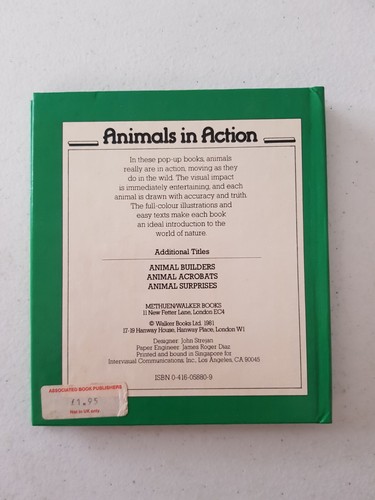 Animals in Action
In these pop-up books, animals
really are in action, moving as they
do in the wild. The visual impact
is immediately entertaining, and each
animal is drawn with accuracy and truth.
The full-colour illustrations and
easy texts make each book
an ideal introduction to the
world of nature.
Additional Titles
ANIMAL BUILDERS
ANIMAL ACROBATS
ANIMAL SURPRISES
METHUEN/WALKER BOOKS
11 New Fetter Lane, London EC4
© Walker Books Ltd. 1981
17-19 Hanway House, Hanway Place, London W1
Designer: John Strejan
Paper Engineer: James Roger Diaz
Printed and bound in Singapore for
Intervisual Communications, Inc., Los Angeles, CA 90045
ISBN 0-416-05880-9
ASSOCIATED BOOK PUBLISHERS
£3.95
Net in UK only